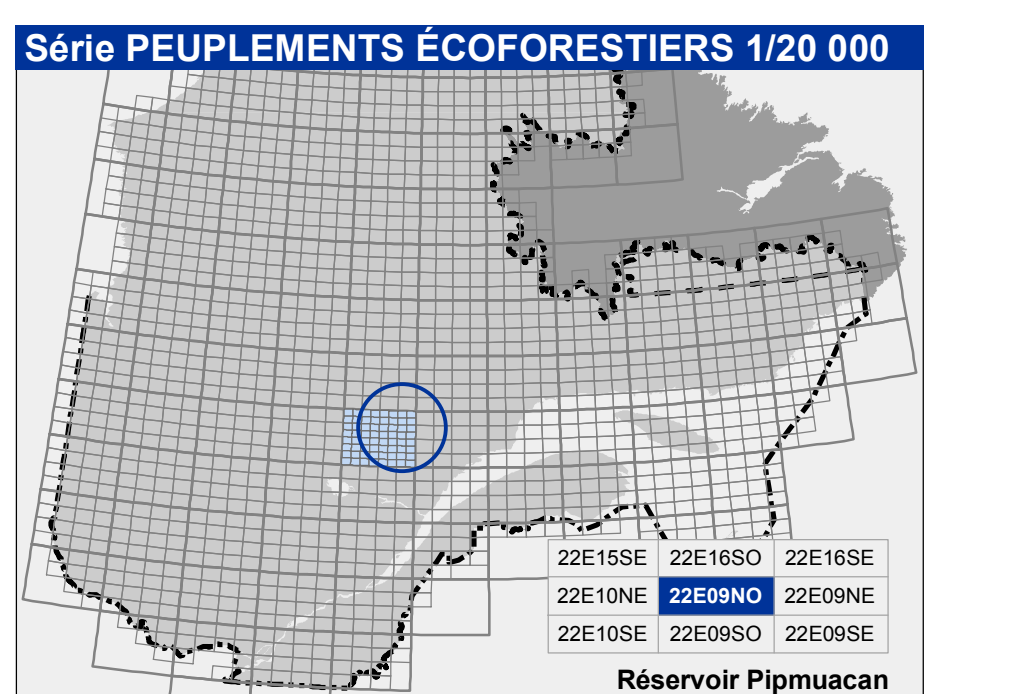 Série PEUPLEMENTS ÉCOFORESTIERS 1/20 000
22E15SE 22E16SO 22E16SE
22E10NE 22E09NO 22E09NE
22E10SE 22E09SO 22E09SE
Réservoir Pipmuacan